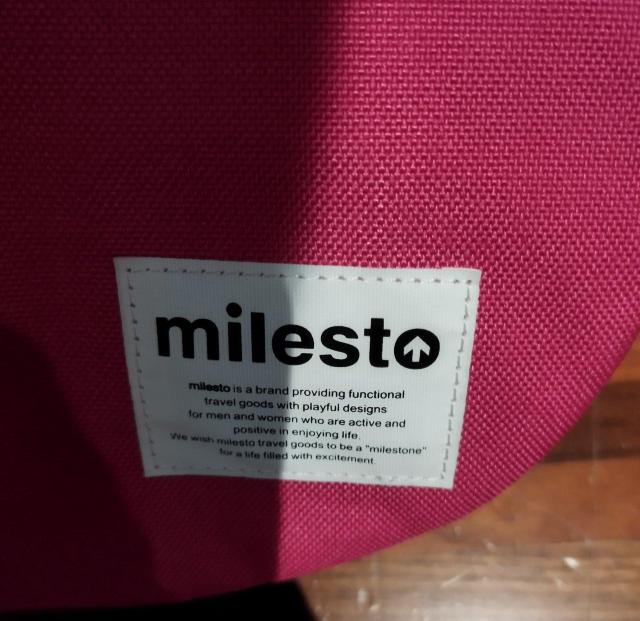 milesto
milesto is a brand providing functional
travel goods with playful designs
for men and women who are active and
positive in enjoying life.
We wish milesto travel goods to be a "milestone"
for a life filled with excitement.